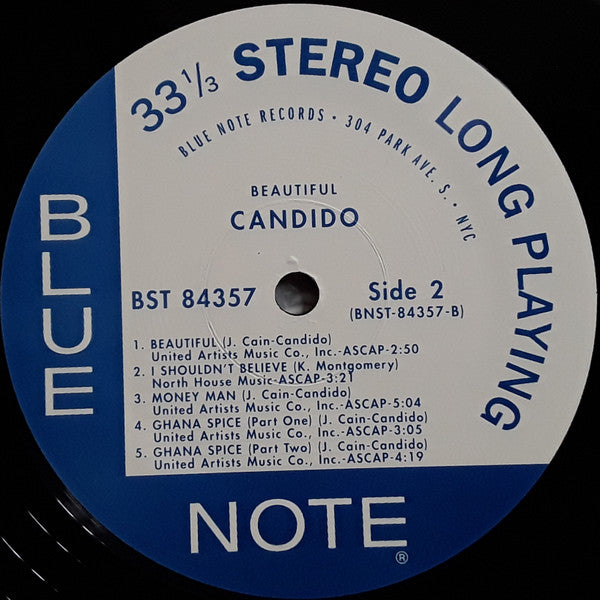 33 1/3 STEREO LONG PLAYING
BLUE NOTE RECORDS • 304 PARK AVE. S. • NYC
BEAUTIFUL
CANDIDO
BST 84357
Side 2
(BNST-84357-B)
1. BEAUTIFUL (J. Cain-Candido)
United Artists Music Co., Inc.-ASCAP-2:50
2. I SHOULDN'T BELIEVE (K. Montgomery)
North House Music-ASCAP-3:21
3. MONEY MAN (J. Cain-Candido)
United Artists Music Co., Inc.-ASCAP-5:04
4. GHANA SPICE (Part One) (J. Cain-Candido)
United Artists Music Co., Inc.-ASCAP-3:05
5. GHANA SPICE (Part Two) (J. Cain-Candido)
United Artists Music Co., Inc.-ASCAP-4:19
BLUE
NOTE®